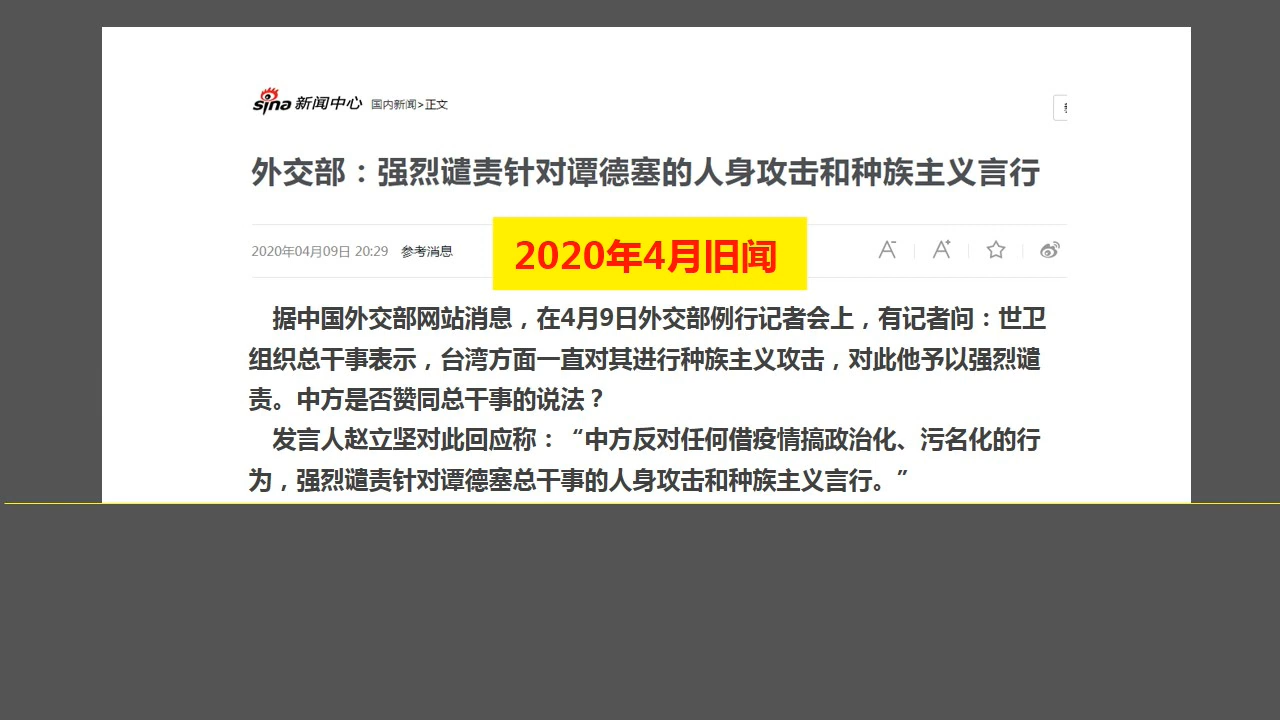 sina 新闻中心 国内新闻>正文
外交部：强烈谴责针对谭德塞的人身攻击和种族主义言行
2020年04月09日 20:29 参考消息
2020年4月旧闻
A- A+
据中国外交部网站消息，在4月9日外交部例行记者会上，有记者问：世卫
组织总干事表示，台湾方面一直对其进行种族主义攻击，对此他予以强烈谴
责。中方是否赞同总干事的说法？
发言人赵立坚对此回应称：“中方反对任何借疫情搞政治化、污名化的行
为，强烈谴责针对谭德塞总干事的人身攻击和种族主义言行。”